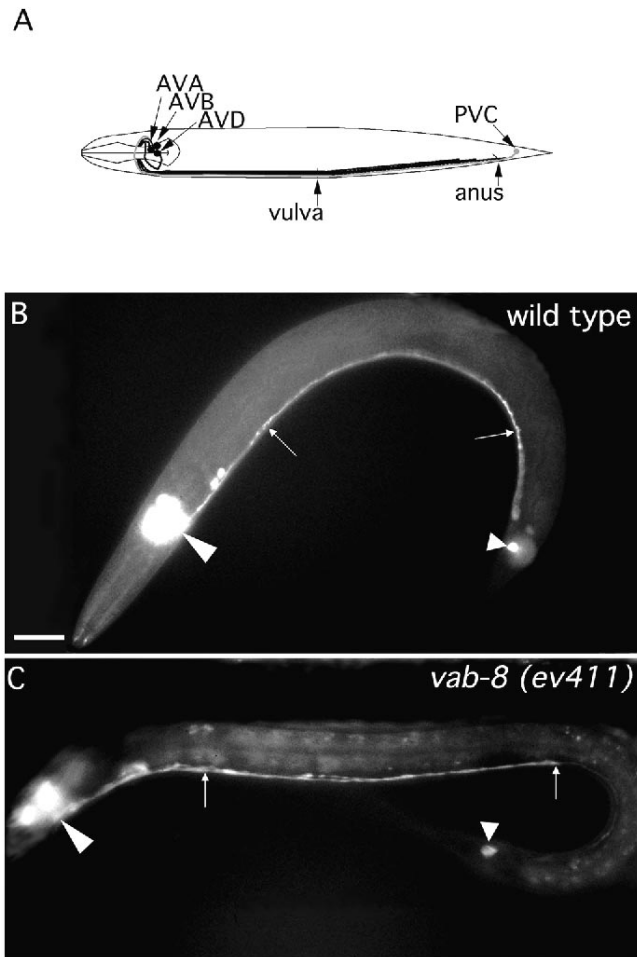 A
AVA
AVB
AVD
PVC
vulva
anus
B
wild type
C
vab-8 (ev411)